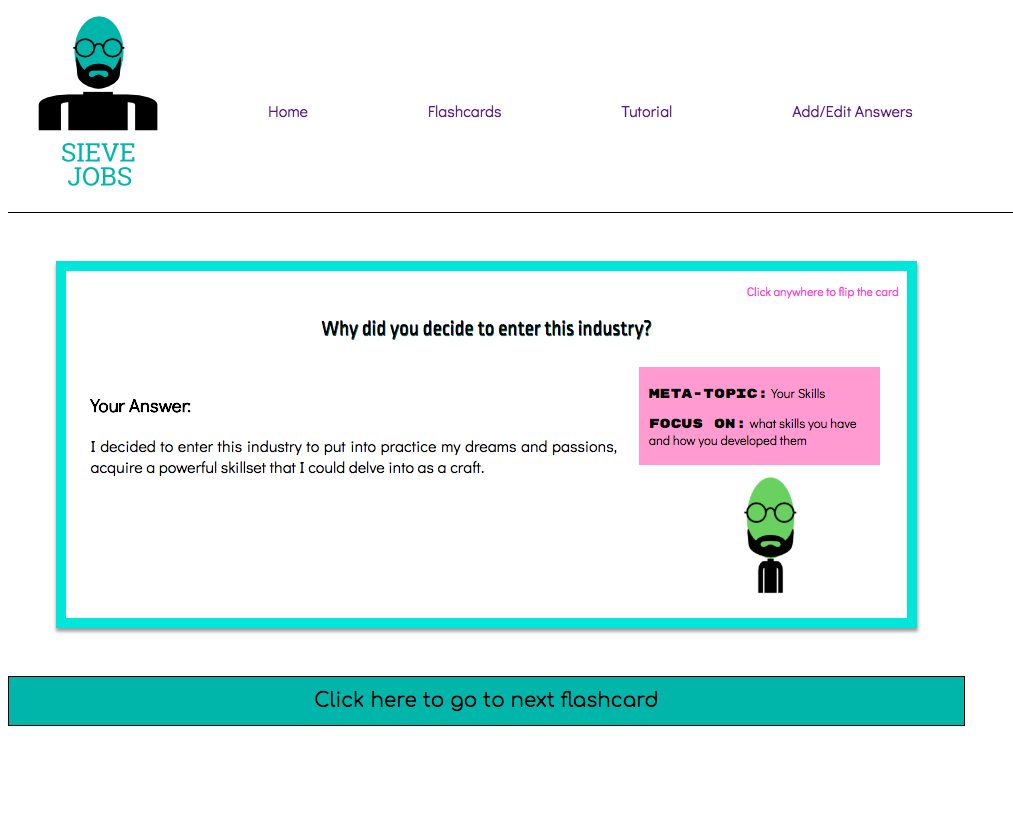 SIEVE
JOBS
Home Flashcards Tutorial Add/Edit Answers
Click anywhere to flip the card
Why did you decide to enter this industry?
Your Answer:
I decided to enter this industry to put into practice my dreams and passions,
acquire a powerful skillset that I could delve into as a craft.
META-TOPIC: Your Skills
FOCUS ON: what skills you have
and how you developed them
Click here to go to next flashcard